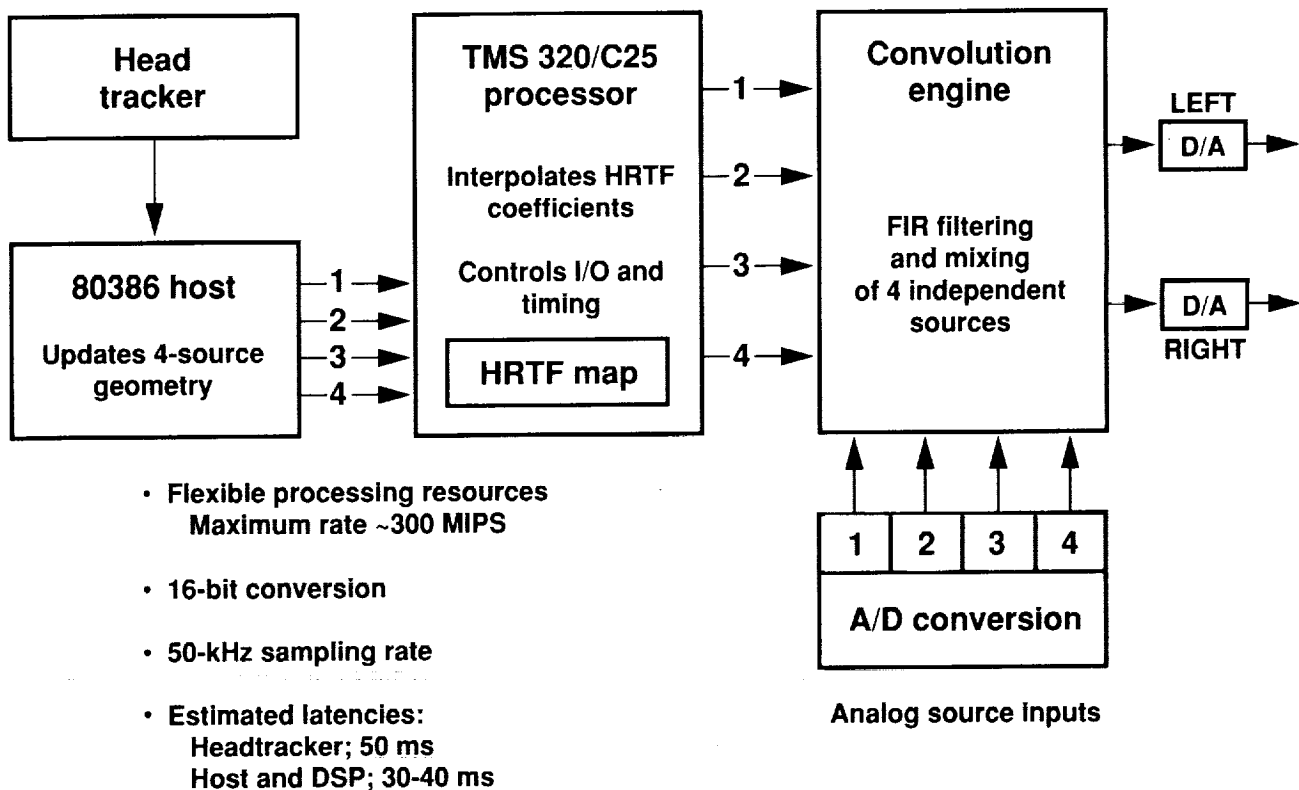 Head
tracker
80386 host
Updates 4-source
geometry
1
2
3
4
TMS 320/C25
processor
Interpolates HRTF
coefficients
Controls I/O and
timing
HRTF map
1
2
3
4
Convolution
engine
FIR filtering
and mixing
of 4 independent
sources
LEFT
D/A
D/A
RIGHT
1 2 3 4
A/D conversion
Analog source inputs
• Flexible processing resources
Maximum rate ~300 MIPS
• 16-bit conversion
• 50-kHz sampling rate
• Estimated latencies:
Headtracker; 50 ms
Host and DSP; 30-40 ms